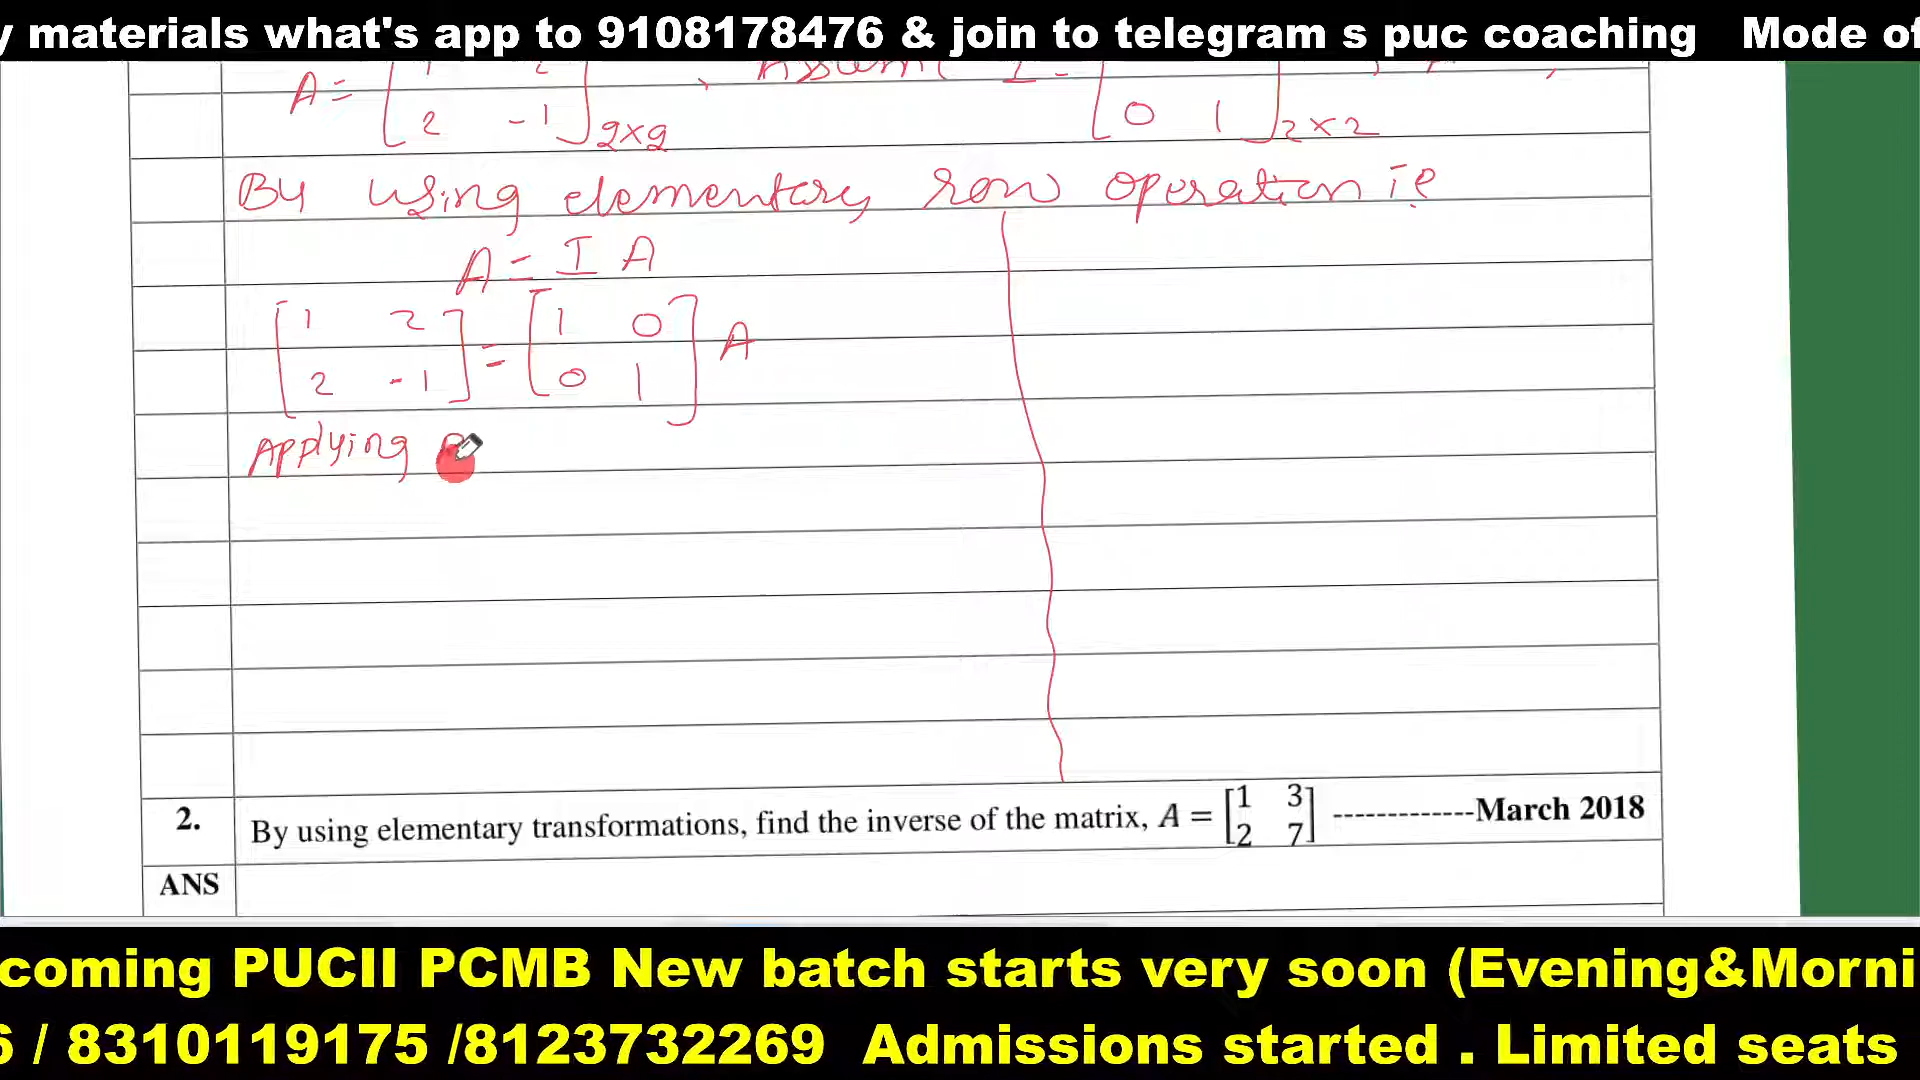 y materials what's app to 9108178476 & join to telegram s puc coaching Mode of
A = [ 2 -1 ]2x2 , Assume I = [ 0 1 ]2x2
By using elementary row operation i.e
A = I A
[ 1 2 ] = [ 1 0 ] A
[ 2 -1 ] [ 0 1 ]
Applying
2. By using elementary transformations, find the inverse of the matrix, A = [1 3 2 7] -------------March 2018
ANS
coming PUCII PCMB New batch starts very soon (Evening&Morni
6 / 8310119175 /8123732269 Admissions started . Limited seats